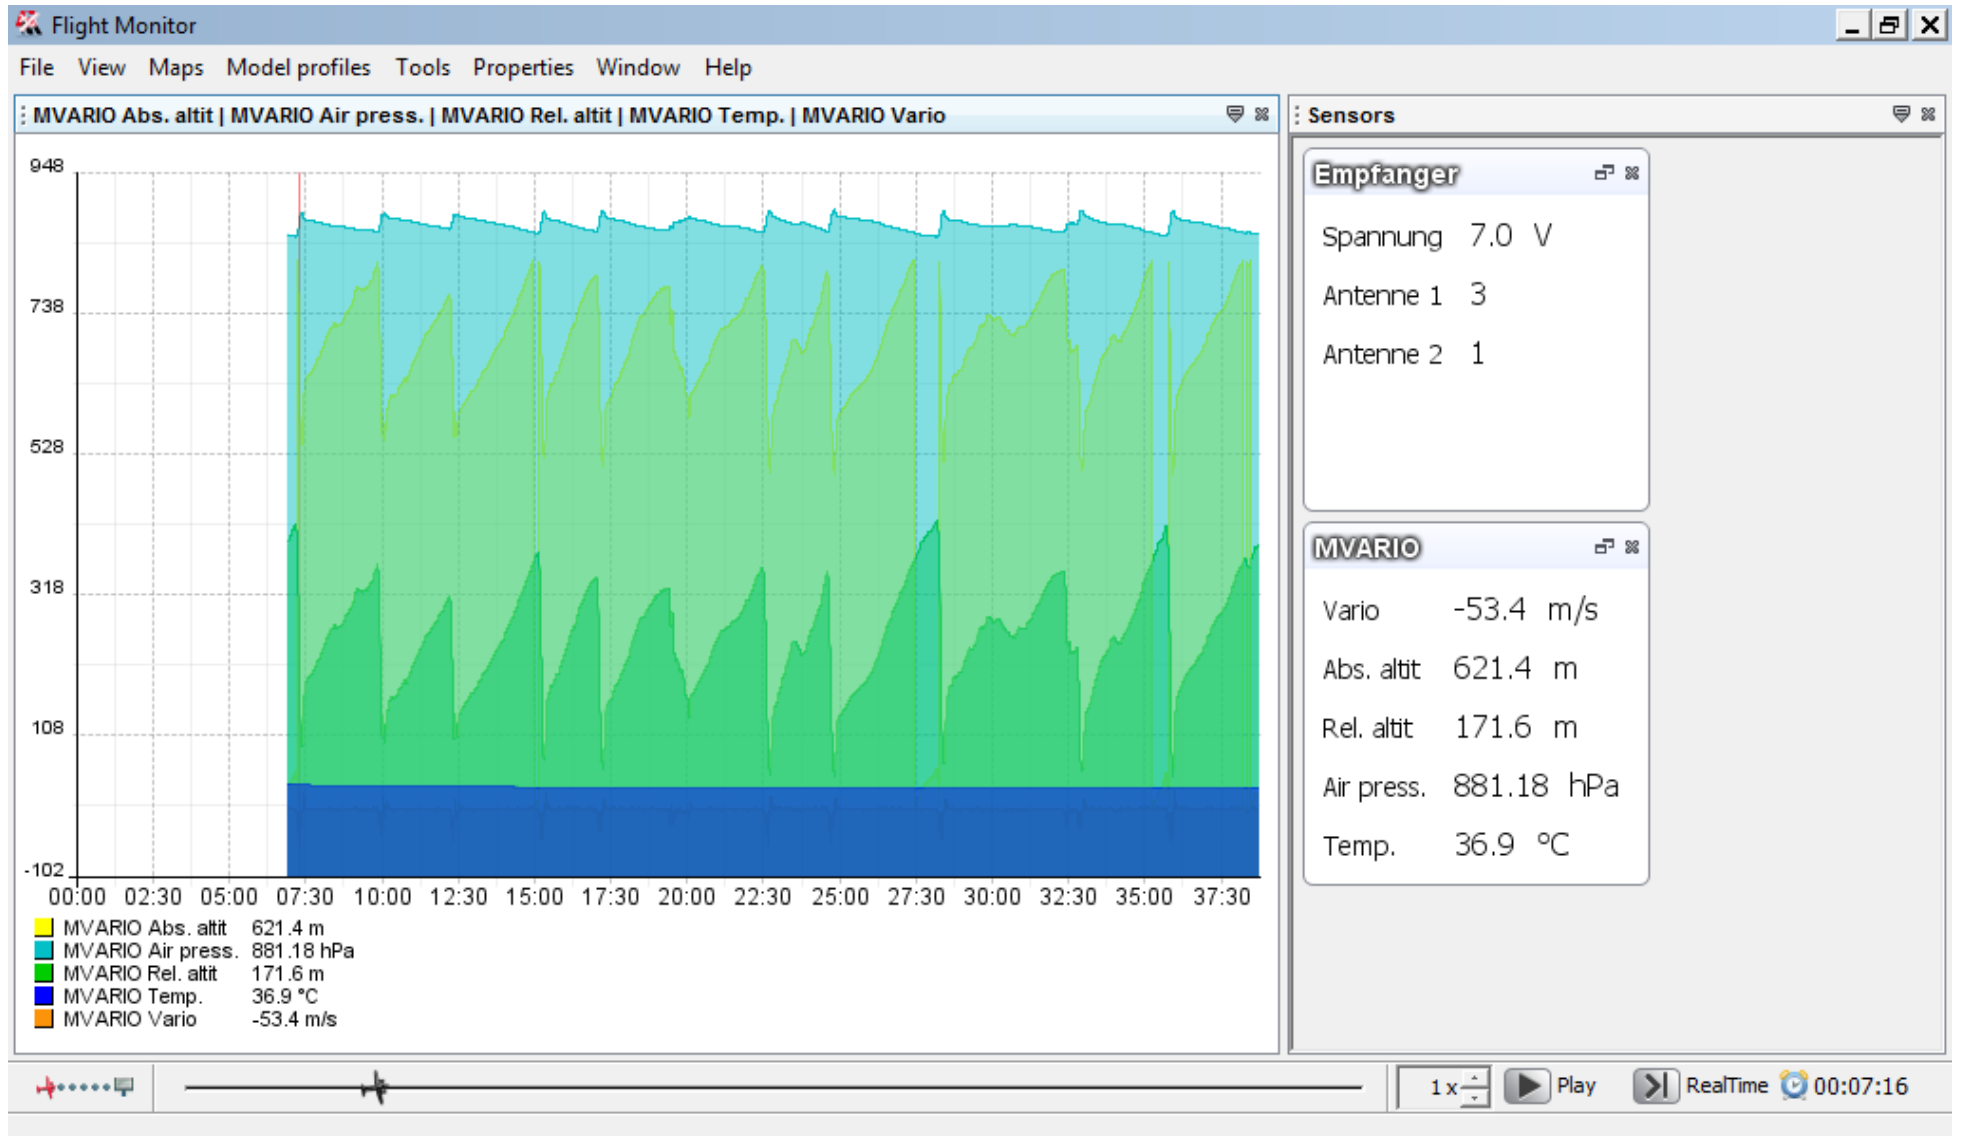 Flight Monitor
File View Maps Model profiles Tools Properties Window Help
MVARIO Abs. altit | MVARIO Air press. | MVARIO Rel. altit | MVARIO Temp. | MVARIO Vario
948
738
528
318
108
-102
00:00 02:30 05:00 07:30 10:00 12:30 15:00 17:30 20:00 22:30 25:00 27:30 30:00 32:30 35:00 37:30
MVARIO Abs. altit 621.4 m
MVARIO Air press. 881.18 hPa
MVARIO Rel. altit 171.6 m
MVARIO Temp. 36.9 °C
MVARIO Vario -53.4 m/s
Sensors
Empfanger
Spannung 7.0 V
Antenne 1 3
Antenne 2 1
MVARIO
Vario -53.4 m/s
Abs. altit 621.4 m
Rel. altit 171.6 m
Air press. 881.18 hPa
Temp. 36.9 °C
1 x Play RealTime 00:07:16